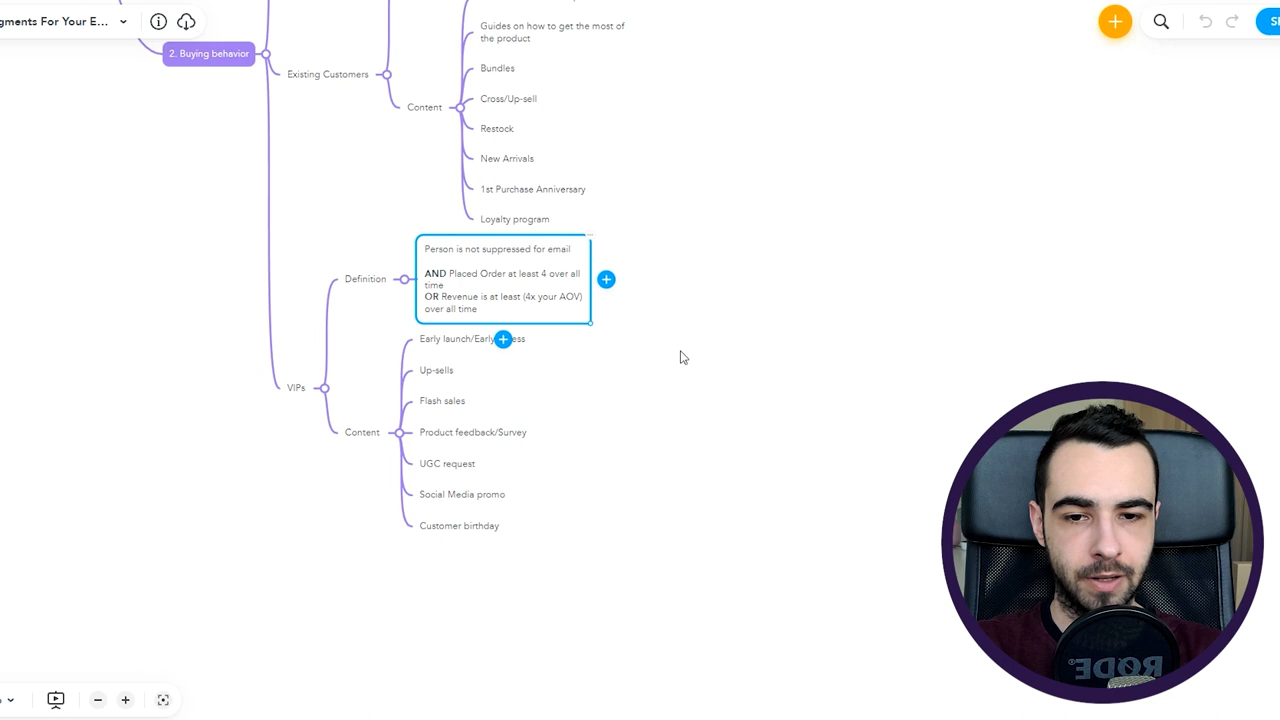 gments For Your E...
2. Buying behavior
Existing Customers
Content
Guides on how to get the most of
the product
Bundles
Cross/Up-sell
Restock
New Arrivals
1st Purchase Anniversary
Loyalty program
VIPs
Definition
Person is not suppressed for email
AND Placed Order at least 4 over all
time
OR Revenue is at least (4x your AOV)
over all time
Content
Early launch/Early ess
Up-sells
Flash sales
Product feedback/Survey
UGC request
Social Media promo
Customer birthday
RØDE